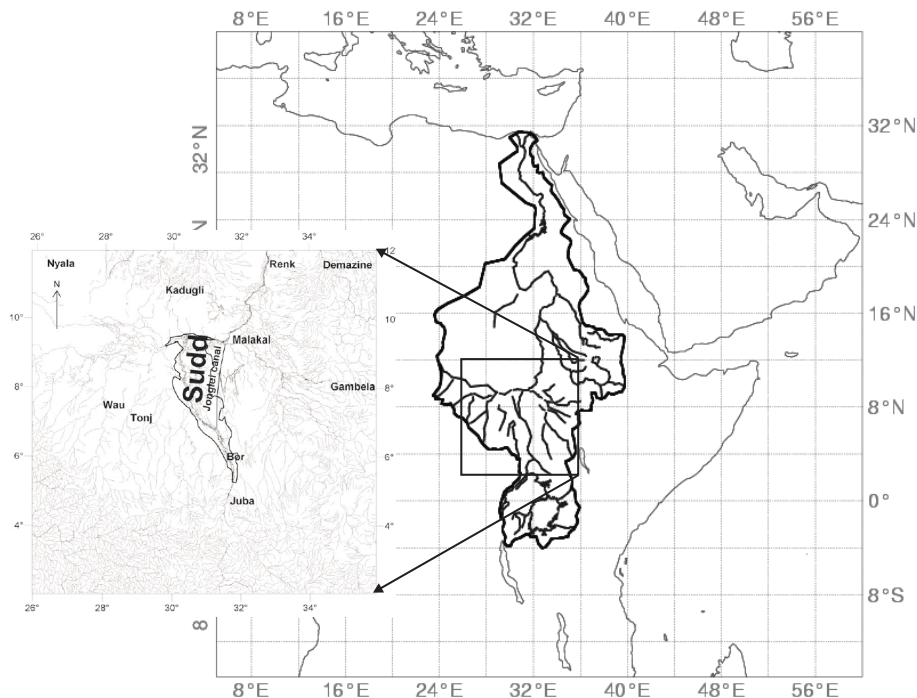 8°E 16°E 24°E 32°E 40°E 48°E 56°E
32°N
32°N
24°N
V
26° 28° 30° 32° 34°
12
Nyala
Renk
Demazine
N
Kadugli
16°N
10°
10
Malakal
Sudd
Jonglei canal
8°
8°
Gambela
8°N
Wau
Tonj
6°
Bor
6°
Juba
0°
4°
4°
26° 28° 30° 32° 34°
8°S
8
8°E 16°E 24°E 32°E 40°E 48°E 56°E